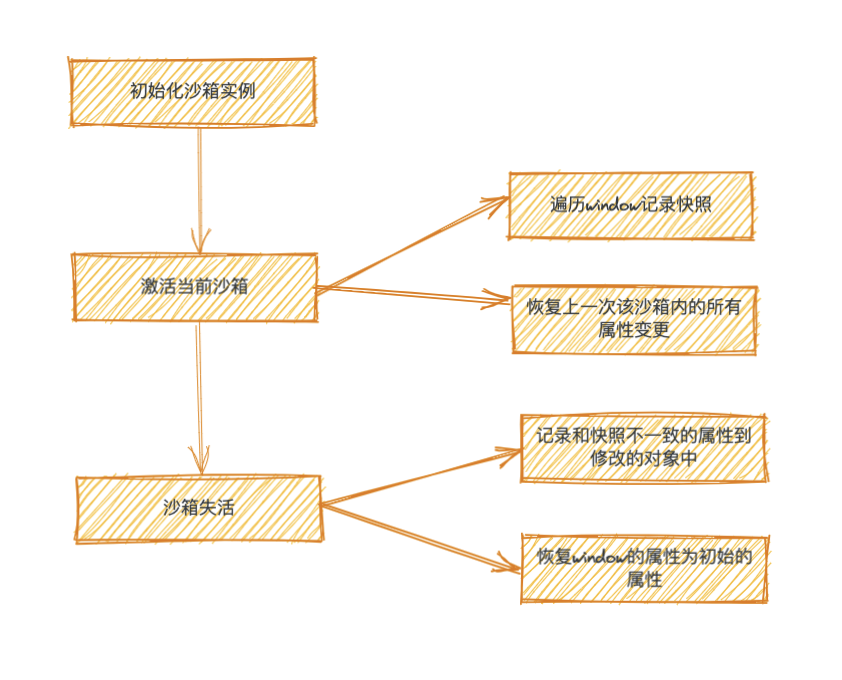 初始化沙箱实例
遍历window记录快照
激活当前沙箱
恢复上一次该沙箱内的所有
属性变更
记录和快照不一致的属性到
修改的对象中
沙箱失活
恢复window的属性为初始的
属性